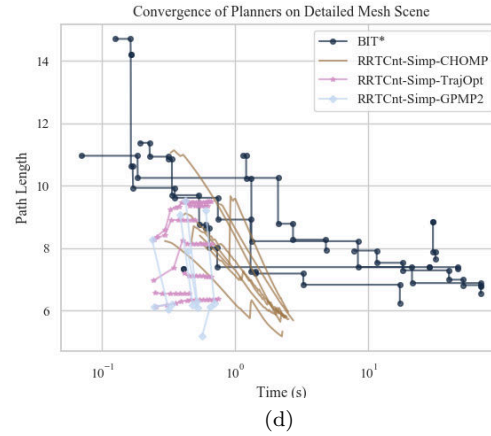 Convergence of Planners on Detailed Mesh Scene
BIT*
RRTCnt-Simp-CHOMP
RRTCnt-Simp-TrajOpt
RRTCnt-Simp-GPMP2
Path Length
14
12
10
8
6
10⁻¹
10⁰
10¹
Time (s)
(d)